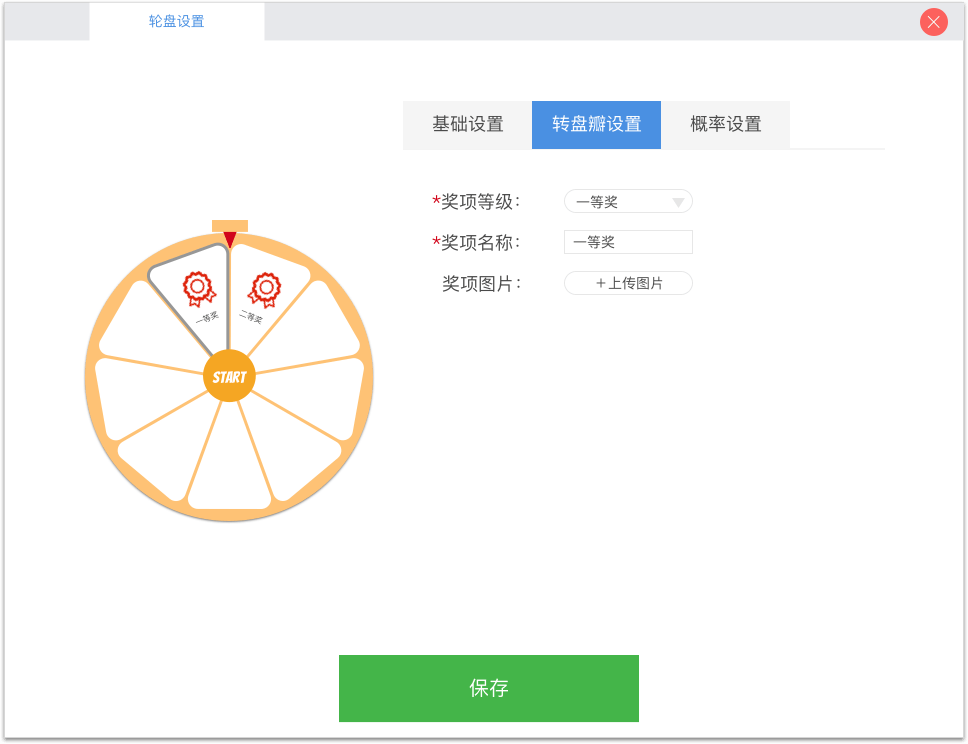 轮盘设置
基础设置 转盘瓣设置 概率设置
*奖项等级： 一等奖
*奖项名称： 一等奖
奖项图片： +上传图片
一等奖 二等奖
START
保存